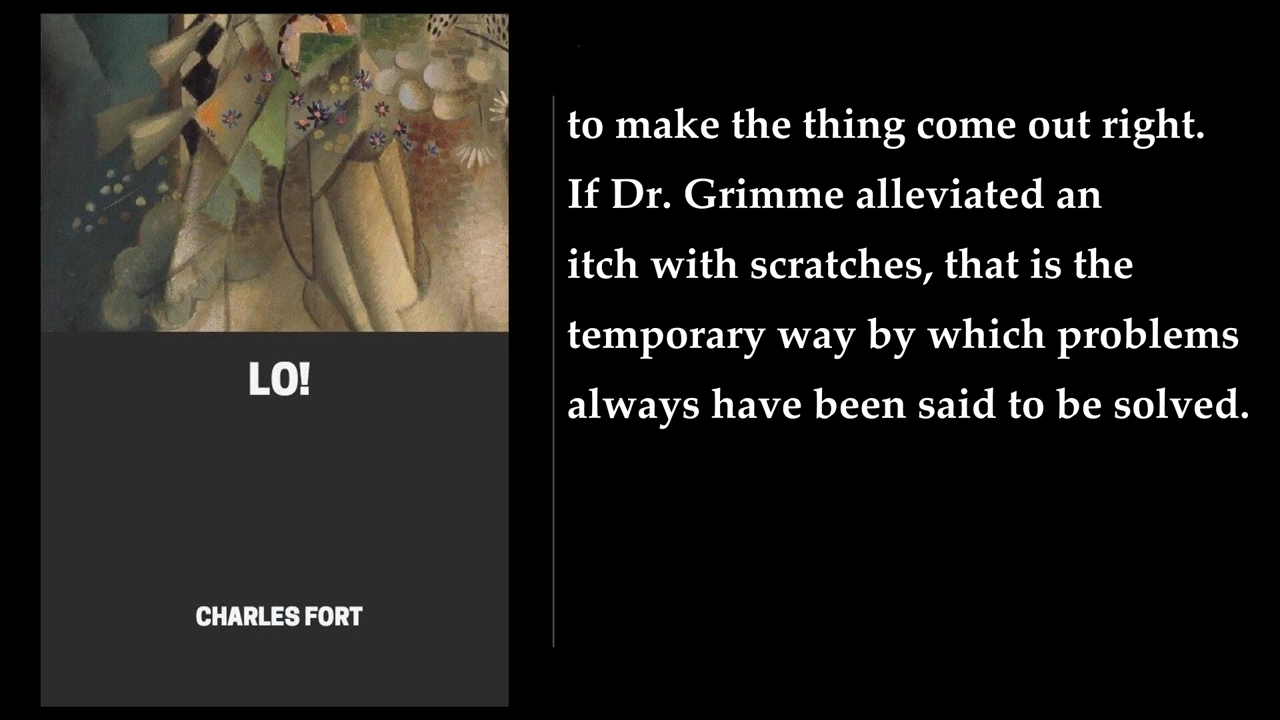 LO!
CHARLES FORT
to make the thing come out right.
If Dr. Grimme alleviated an
itch with scratches, that is the
temporary way by which problems
always have been said to be solved.